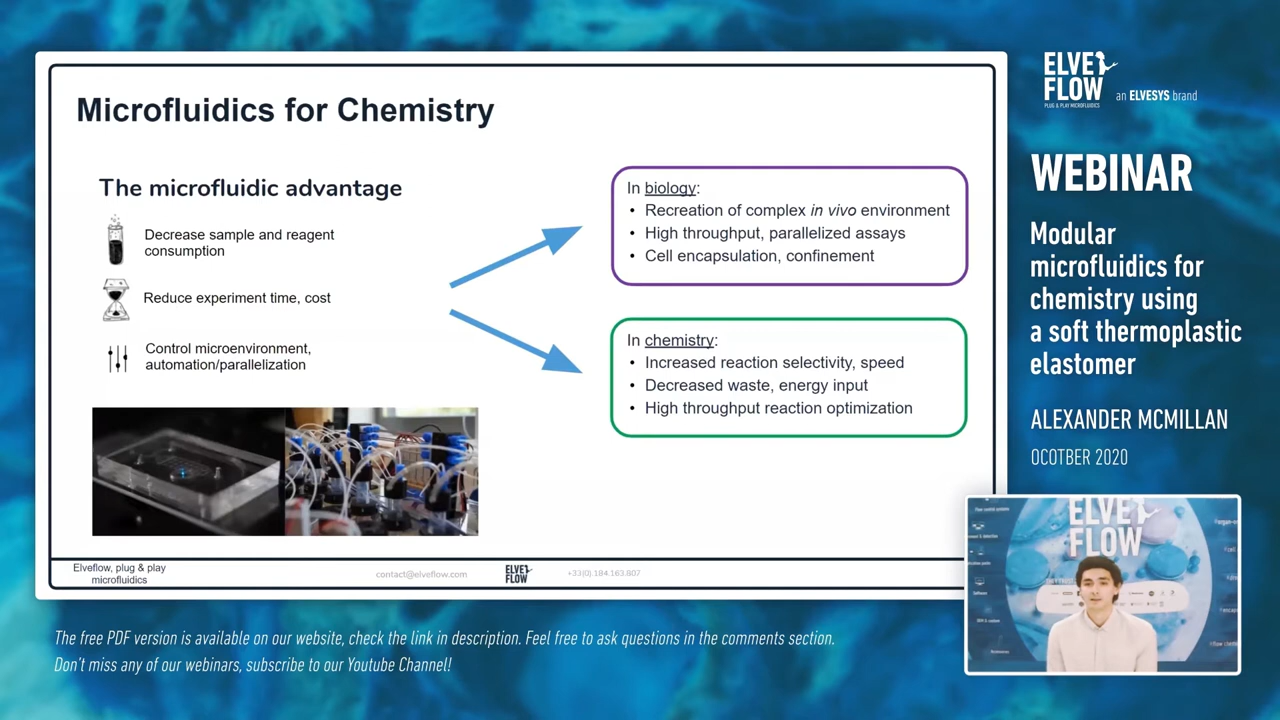 Microfluidics for Chemistry
The microfluidic advantage
Decrease sample and reagent
consumption
Reduce experiment time, cost
Control microenvironment,
automation/parallelization
In biology:
• Recreation of complex in vivo environment
• High throughput, parallelized assays
• Cell encapsulation, confinement
In chemistry:
• Increased reaction selectivity, speed
• Decreased waste, energy input
• High throughput reaction optimization
Elveflow, plug & play
microfluidics
contact@elveflow.com
ELVE
FLOW
+33(0).184.163.807
ELVE
FLOW
PLUG & PLAY MICROFLUIDICS
an ELVESYS brand
WEBINAR
Modular
microfluidics for
chemistry using
a soft thermoplastic
elastomer
ALEXANDER MCMILLAN
OCOTBER 2020
ELVE
FLOW
Flow control systems
Software
The free PDF version is available on our website, check the link in description. Feel free to ask questions in the comments section.
Don't miss any of our webinars, subscribe to our Youtube Channel!